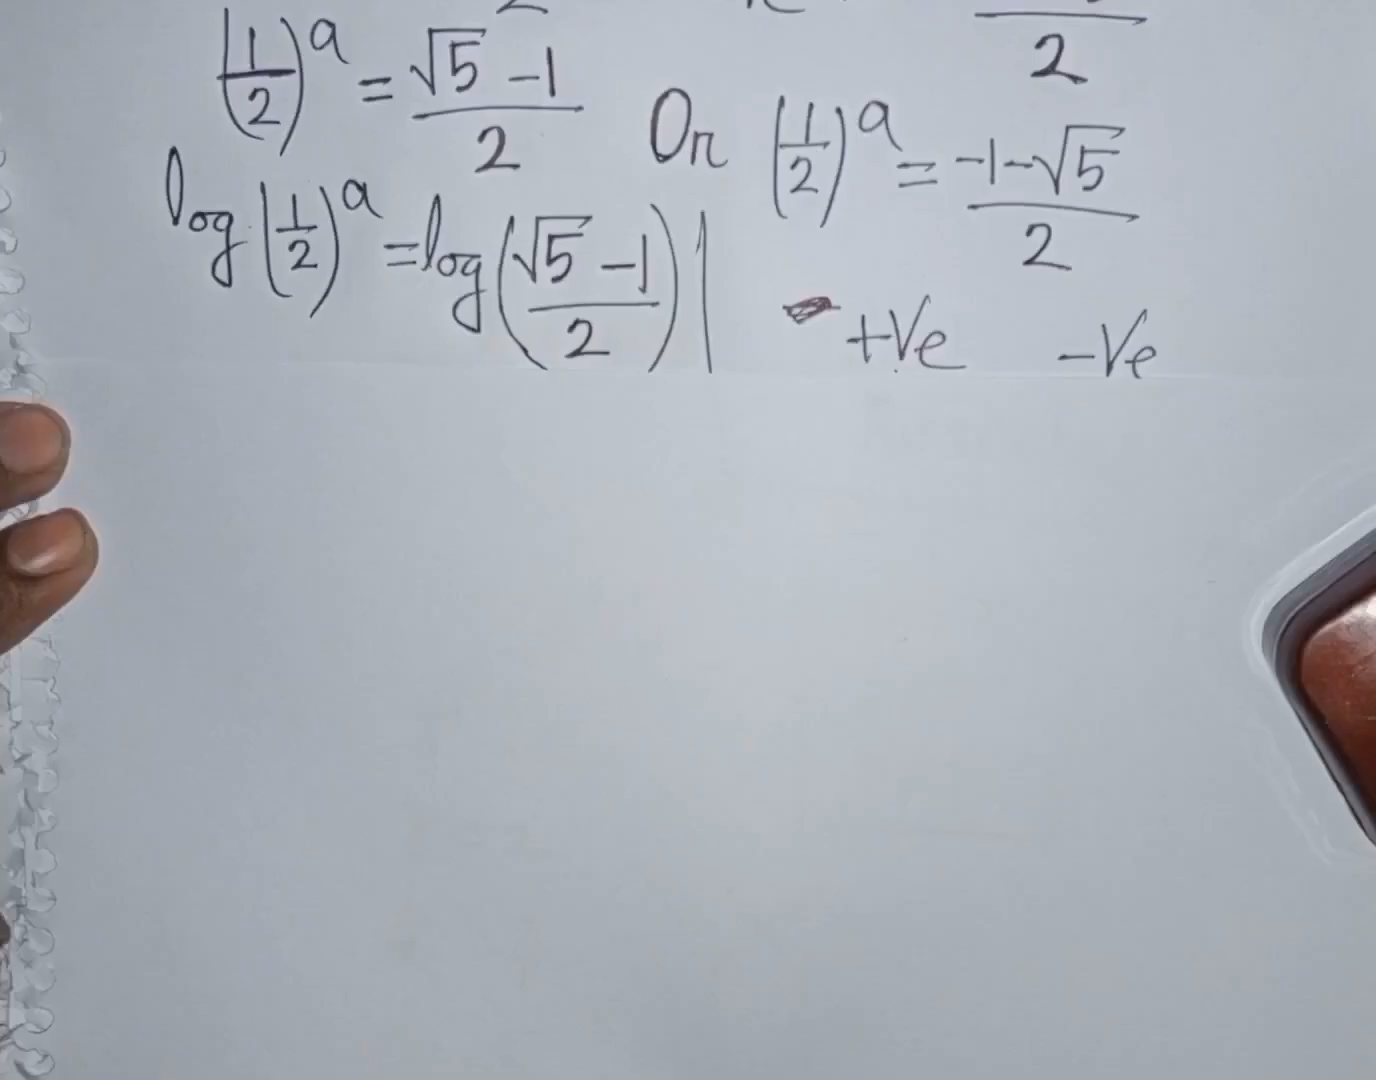 2
(1/2)^a = (√5 -1)/2 Or (1/2)^a = (-1-√5)/2
log(1/2)^a = log((√5 -1)/2) | +Ve -Ve